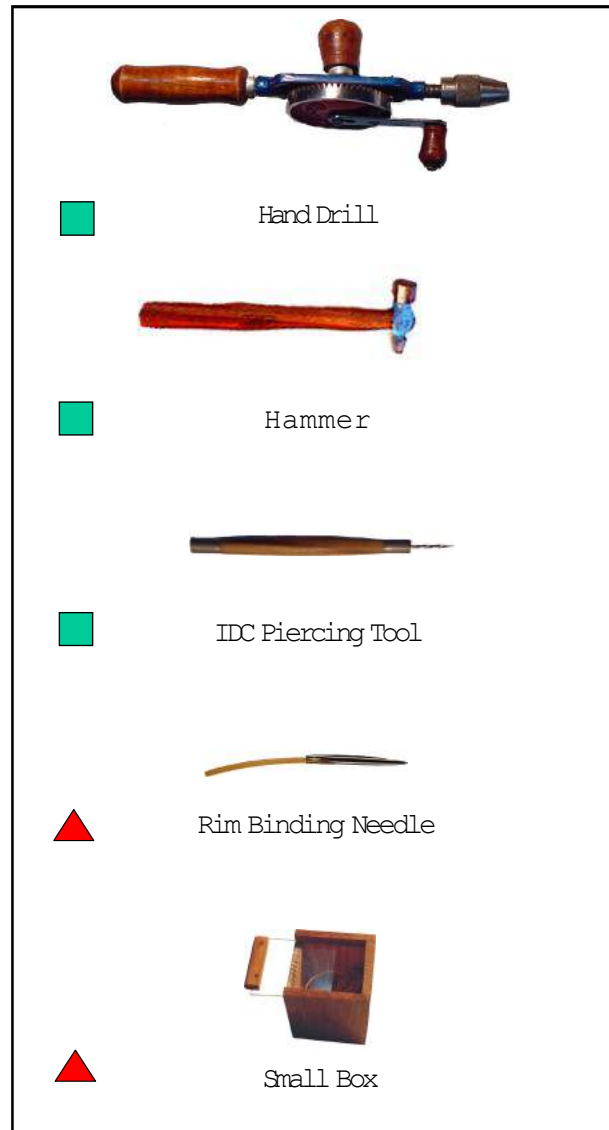 Hand Drill
Hammer
IDC Piercing Tool
Rim Binding Needle
Small Box